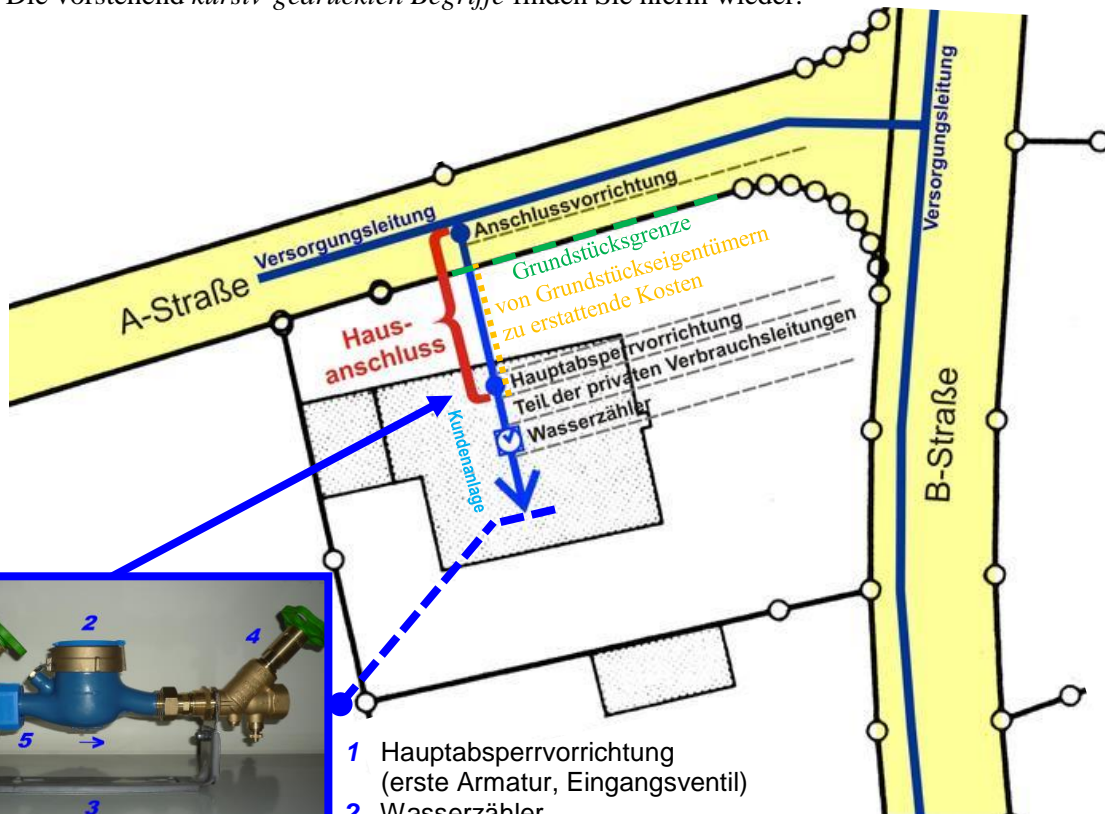 Die vorstehend kursiv gedruckten Begriffe finden Sie hierin wieder.
Versorgungsleitung
Versorgungsleitung
Anschlussvorrichtung
Grundstücksgrenze
A-Straße
von Grundstückseigentümern
zu erstattende Kosten
Haus-
anschluss
Hauptabsperrvorrichtung
Teil der privaten Verbrauchsleitungen
Wasserzähler
Kundenanlage
B-Straße
2
4
5
3
1 Hauptabsperrvorrichtung
(erste Armatur, Eingangsventil)
2 Wasserzähler